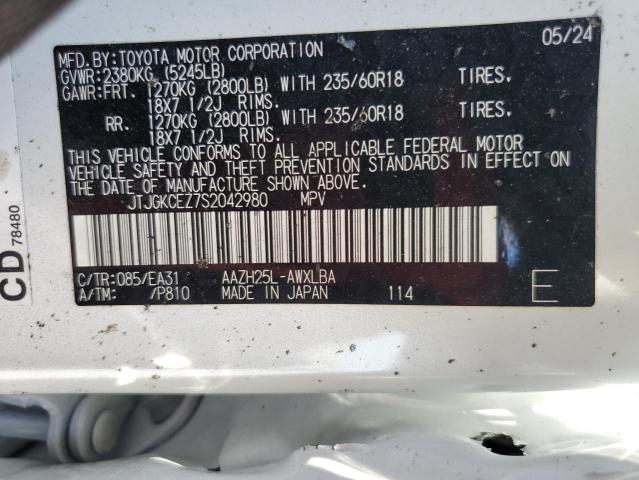 MFD.BY:TOYOTA MOTOR CORPORATION 05/24
GVWR:2380KG (5245LB)
GAWR:FRT. 1270KG (2800LB) WITH 235/60R18 TIRES.
18X7 1/2J RIMS.
RR. 1270KG (2800LB) WITH 235/60R18 TIRES.
18X7 1/2J RIMS.
THIS VEHICLE CONFORMS TO ALL APPLICABLE FEDERAL MOTOR
VEHICLE SAFETY AND THEFT PREVENTION STANDARDS IN EFFECT ON
THE DATE OF MANUFACTURE SHOWN ABOVE.
JTJGKCEZ7S2042980 MPV
C/TR:085/EA31 AAZH25L-AWXLBA
A/TM: /P810 MADE IN JAPAN 114 E
CD 78480